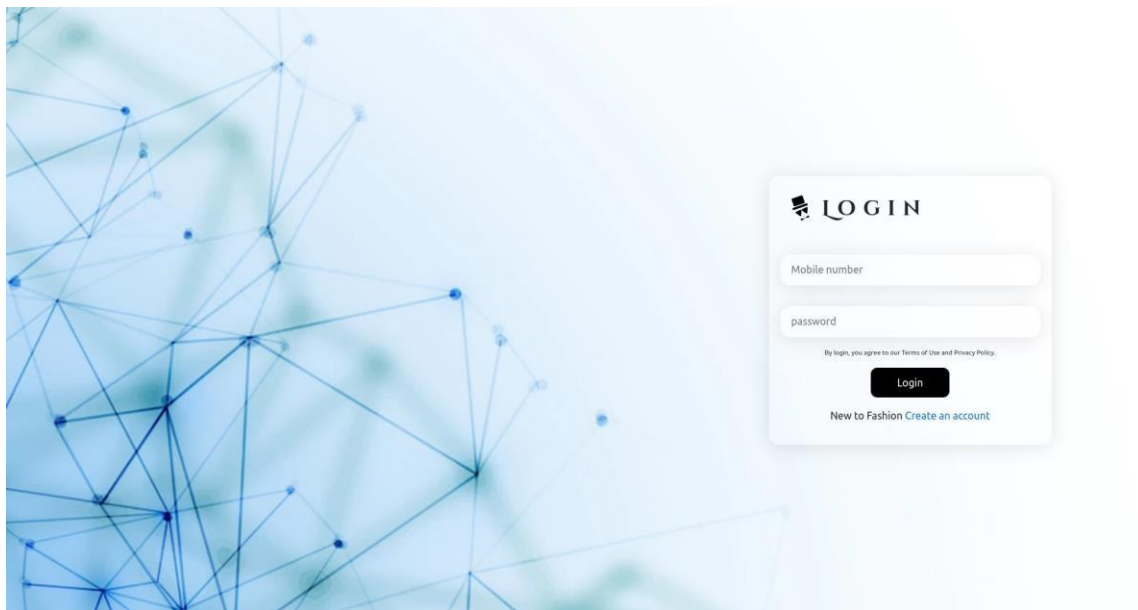 LOGIN
Mobile number
password
By login, you agree to our Terms of Use and Privacy Policy.
Login
New to Fashion Create an account